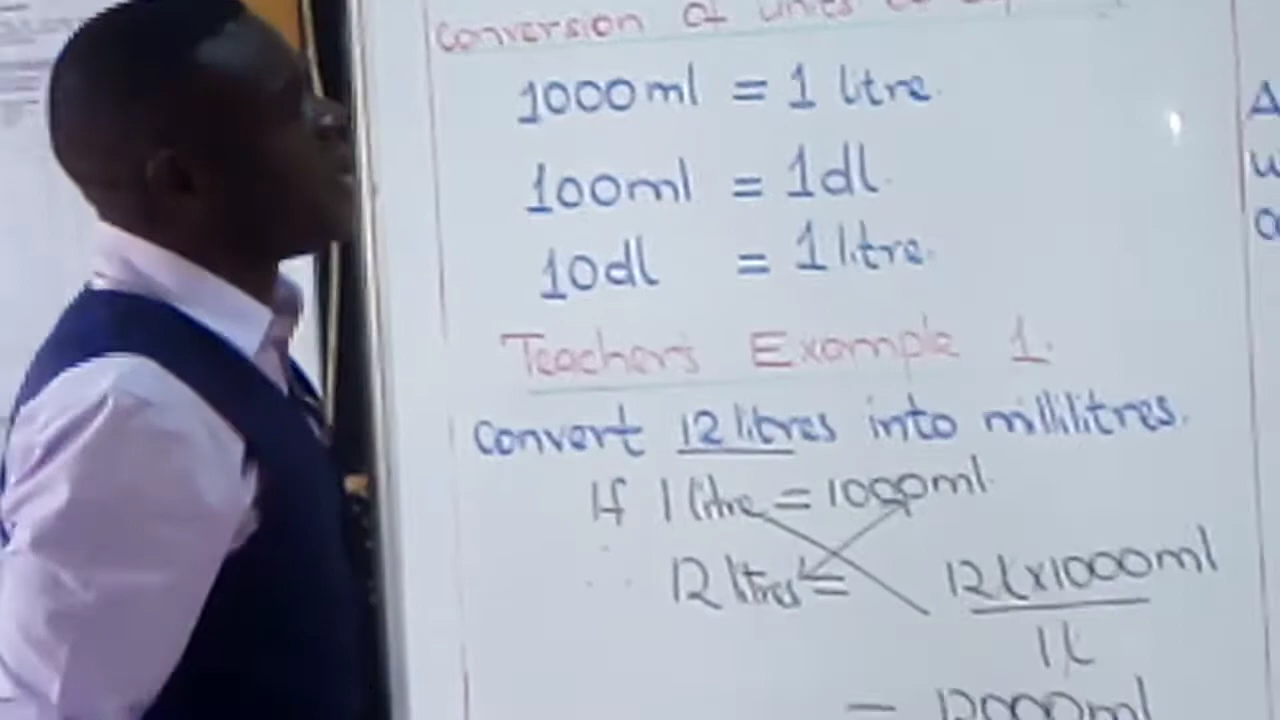 Conversion of units
1000ml = 1 litre.
100ml = 1dl.
10dl = 1 litre.
Teacher's Example 1.
Convert 12 litres into millilitres.
If 1 litre = 1000ml
12 litres = 12l x 1000ml
1l
= 12000ml